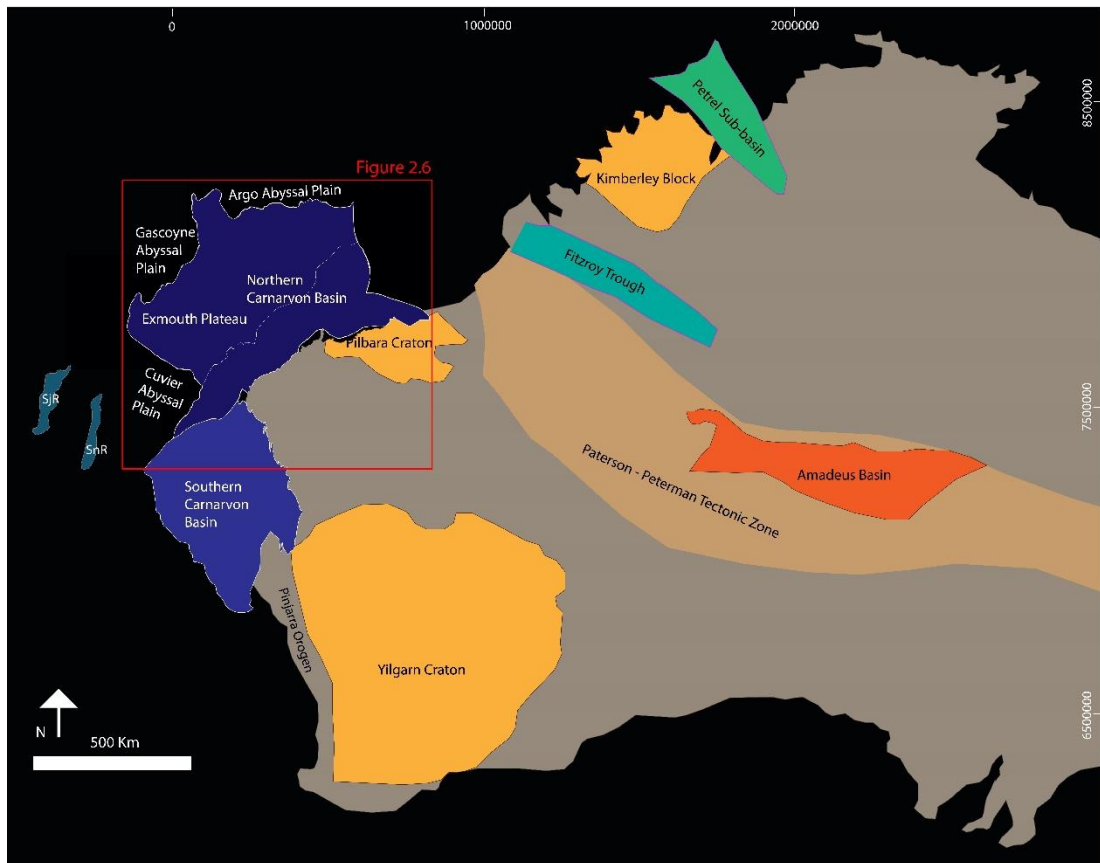 0
1000000
2000000
8500000
7500000
6500000
Figure 2.6
Argo Abyssal Plain
Gascoyne
Abyssal
Plain
Northern
Carnarvon Basin
Exmouth Plateau
Cuvier
Abyssal
Plain
SjR
SnR
Southern
Carnarvon
Basin
Pilbara Craton
Petrel Sub-basin
Kimberley Block
Fitzroy Trough
Paterson - Peterman Tectonic Zone
Amadeus Basin
Pinjarra Orogen
Yilgarn Craton
N
500 Km